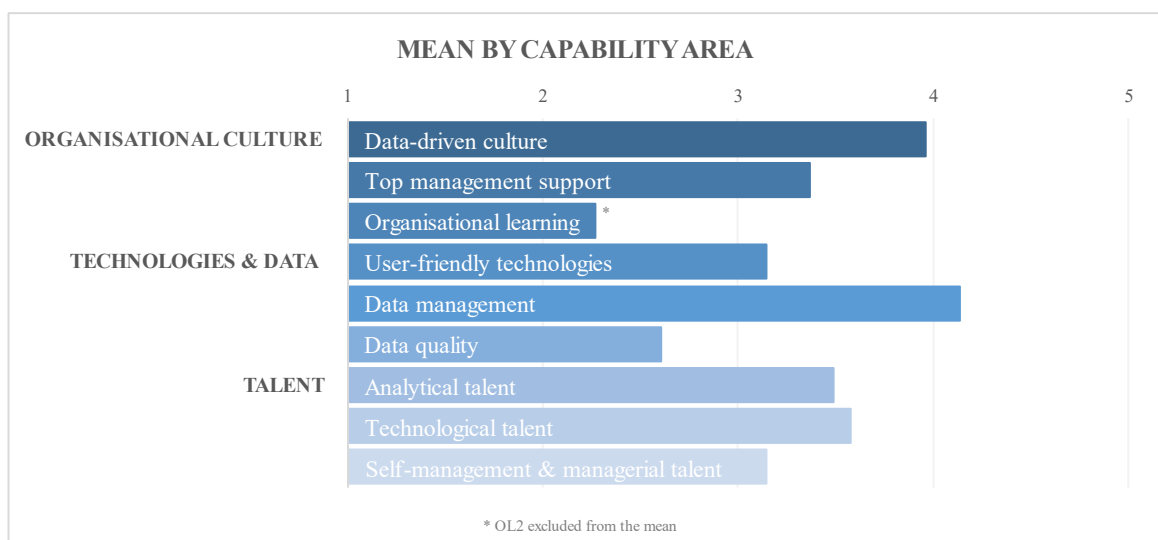 MEAN BY CAPABILITY AREA
1 2 3 4 5
ORGANISATIONAL CULTURE
Data-driven culture
Top management support
Organisational learning *
TECHNOLOGIES & DATA
User-friendly technologies
Data management
Data quality
TALENT
Analytical talent
Technological talent
Self-management & managerial talent
* OL2 excluded from the mean